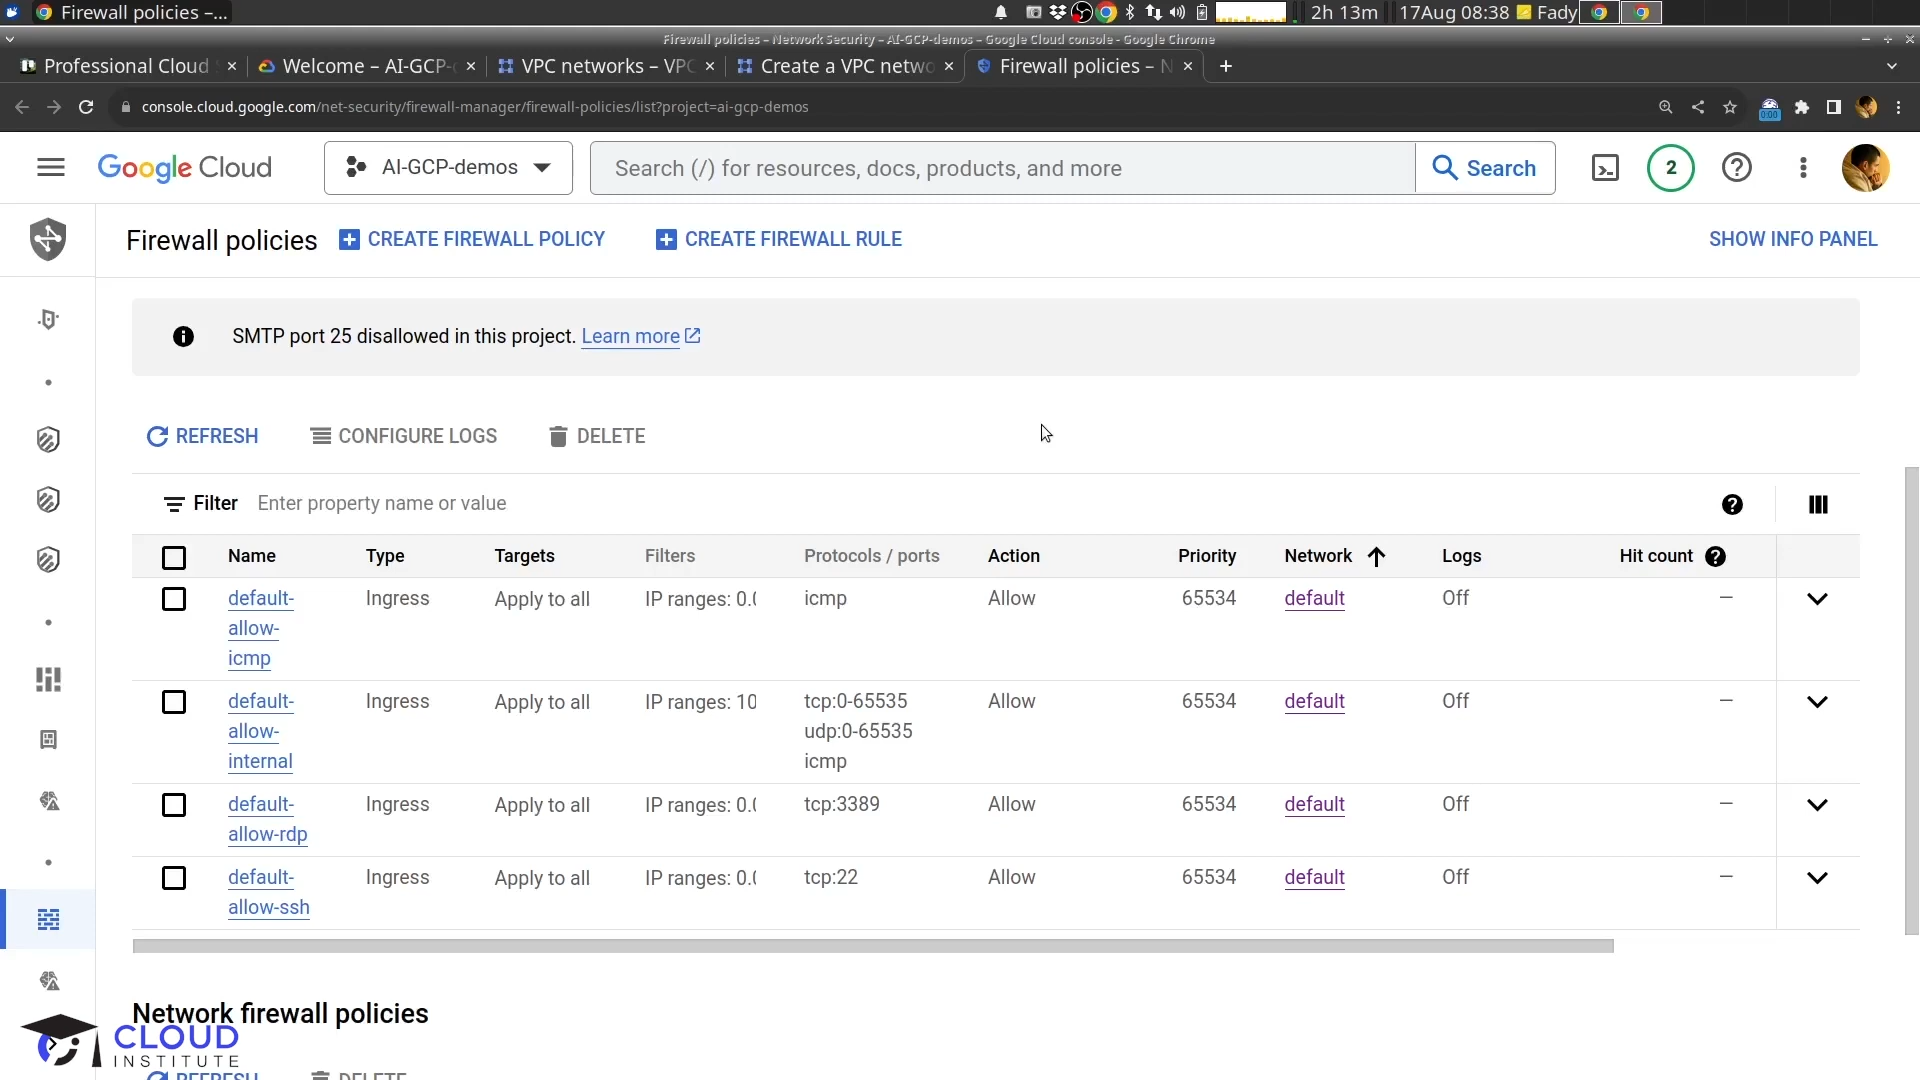 Firewall policies –...
2h 13m
17Aug 08:38
Fady
Firewall policies – Network Security – AI-GCP-demos – Google Cloud console - Google Chrome
Professional Cloud
Welcome – AI-GCP-
VPC networks – VPC
Create a VPC netwo
Firewall policies – N
console.cloud.google.com/net-security/firewall-manager/firewall-policies/list?project=ai-gcp-demos
0:00
Google Cloud
AI-GCP-demos
Search (/) for resources, docs, products, and more
Search
2
Firewall policies
CREATE FIREWALL POLICY
CREATE FIREWALL RULE
SHOW INFO PANEL
SMTP port 25 disallowed in this project. Learn more
REFRESH
CONFIGURE LOGS
DELETE
Filter Enter property name or value
Name Type Targets Filters Protocols / ports Action Priority Network Logs Hit count
default- Ingress Apply to all IP ranges: 0.0 icmp Allow 65534 default Off —
allow-
icmp
default- Ingress Apply to all IP ranges: 10 tcp:0-65535 Allow 65534 default Off —
allow- udp:0-65535
internal icmp
default- Ingress Apply to all IP ranges: 0.0 tcp:3389 Allow 65534 default Off —
allow-rdp
default- Ingress Apply to all IP ranges: 0.0 tcp:22 Allow 65534 default Off —
allow-ssh
Network firewall policies
CLOUD
INSTITUTE
REFRESH
DELETE